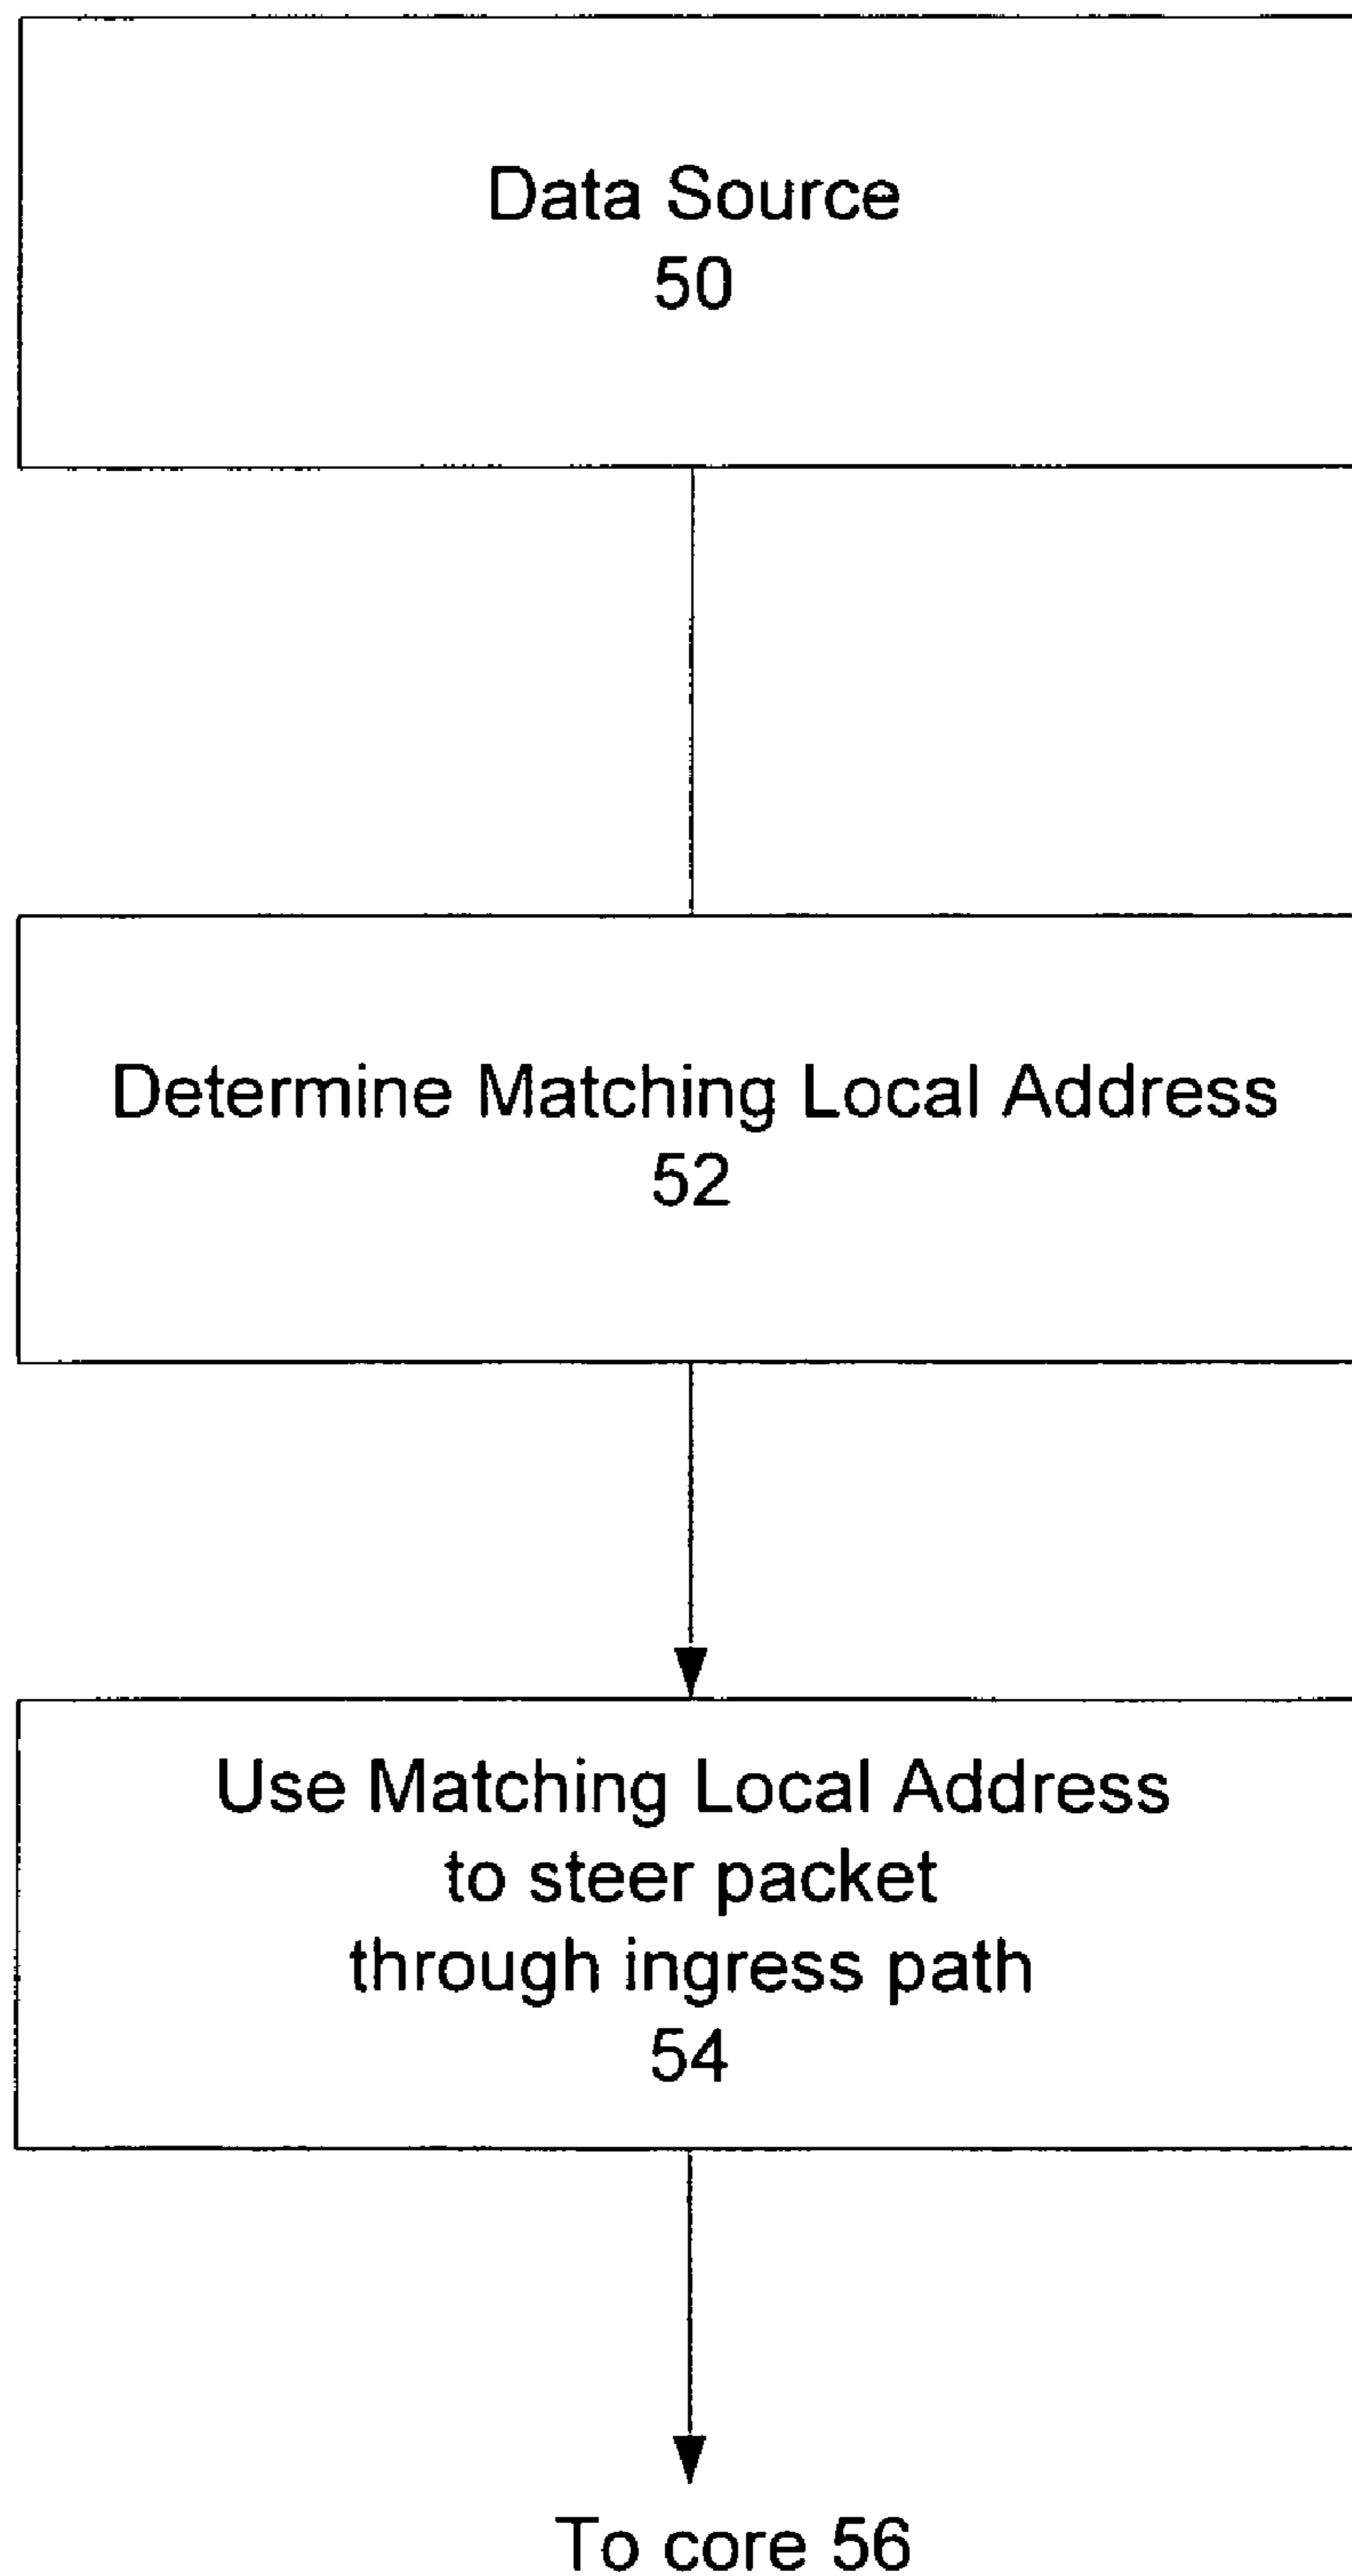 Data Source
50
Determine Matching Local Address
52
Use Matching Local Address
to steer packet
through ingress path
54
To core 56